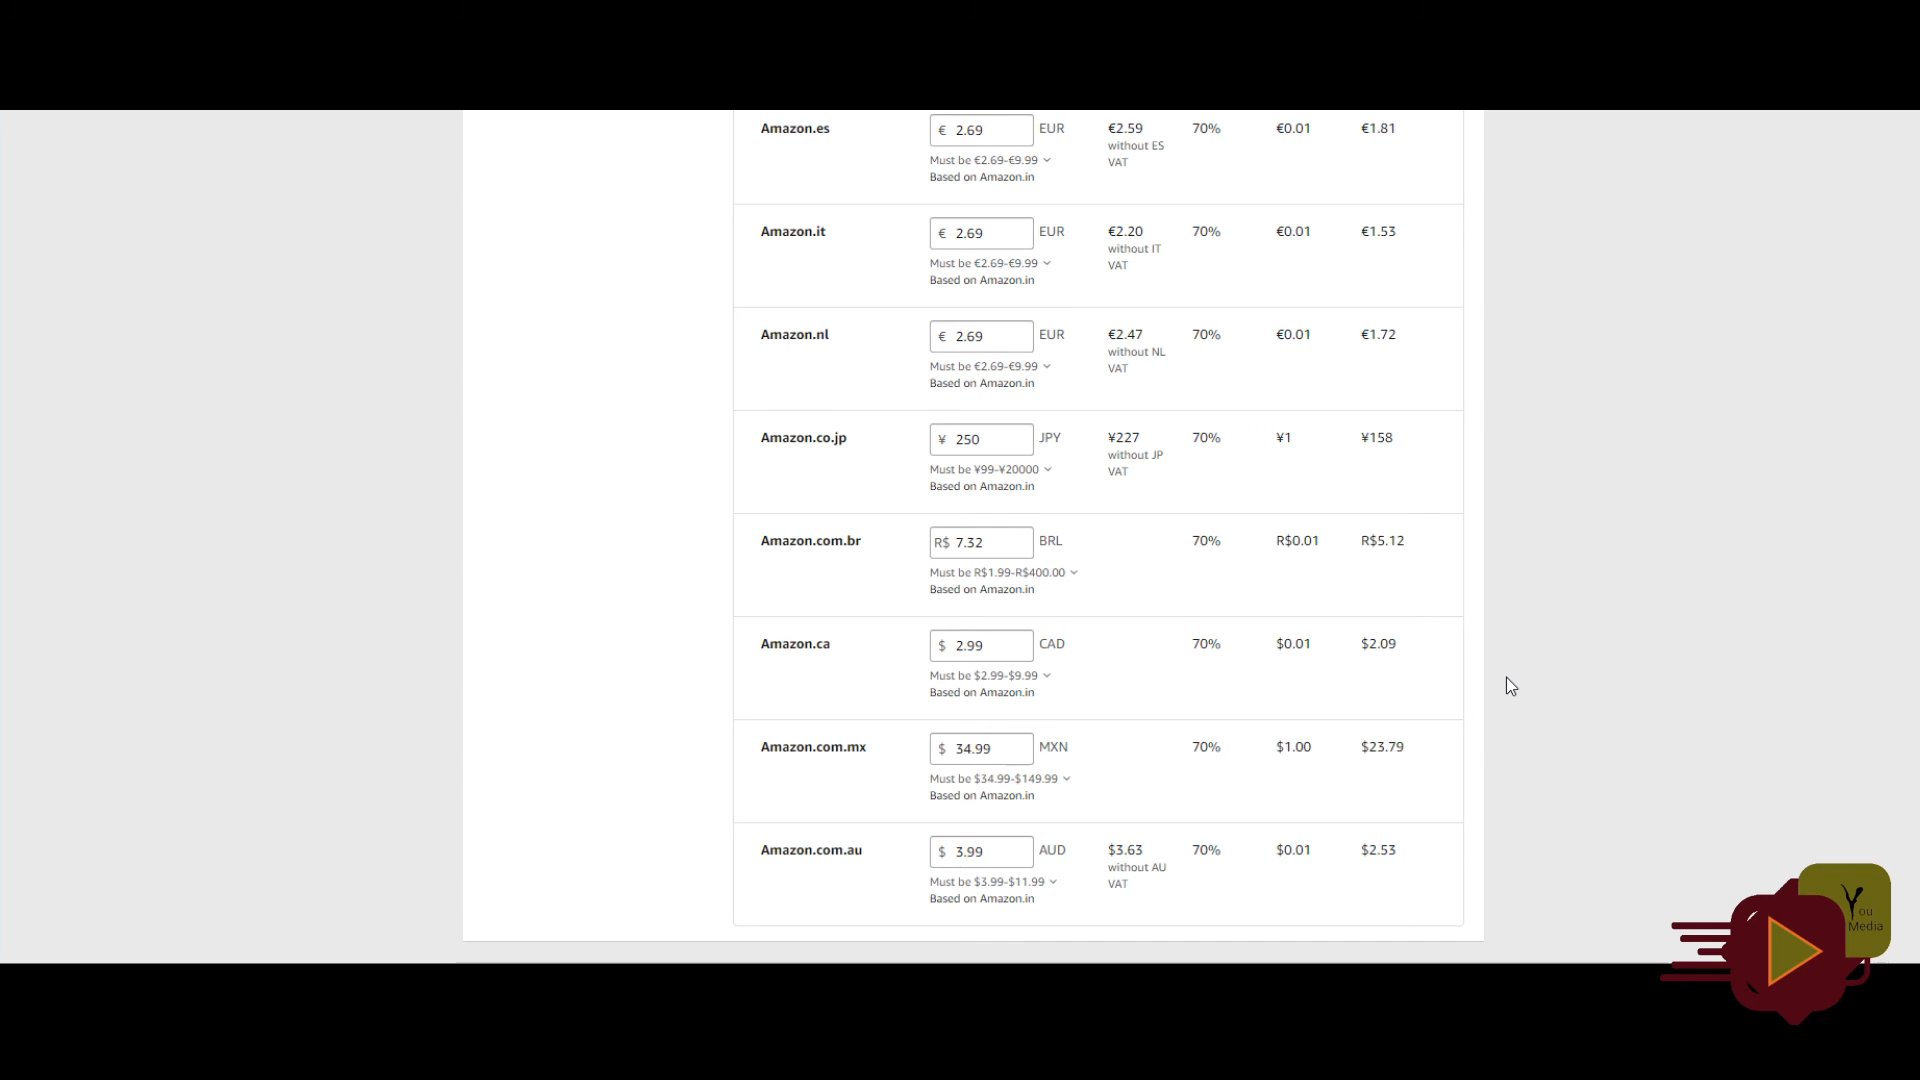 Amazon.es € 2.69 EUR €2.59 70% €0.01 €1.81
without ES
Must be €2.69-€9.99 VAT
Based on Amazon.in
Amazon.it € 2.69 EUR €2.20 70% €0.01 €1.53
without IT
Must be €2.69-€9.99 VAT
Based on Amazon.in
Amazon.nl € 2.69 EUR €2.47 70% €0.01 €1.72
without NL
Must be €2.69-€9.99 VAT
Based on Amazon.in
Amazon.co.jp ¥ 250 JPY ¥227 70% ¥1 ¥158
without JP
Must be ¥99-¥20000 VAT
Based on Amazon.in
Amazon.com.br R$ 7.32 BRL 70% R$0.01 R$5.12
Must be R$1.99-R$400.00
Based on Amazon.in
Amazon.ca $ 2.99 CAD 70% $0.01 $2.09
Must be $2.99-$9.99
Based on Amazon.in
Amazon.com.mx $ 34.99 MXN 70% $1.00 $23.79
Must be $34.99-$149.99
Based on Amazon.in
Amazon.com.au $ 3.99 AUD $3.63 70% $0.01 $2.53
without AU
Must be $3.99-$11.99 VAT
Based on Amazon.in
You
Media